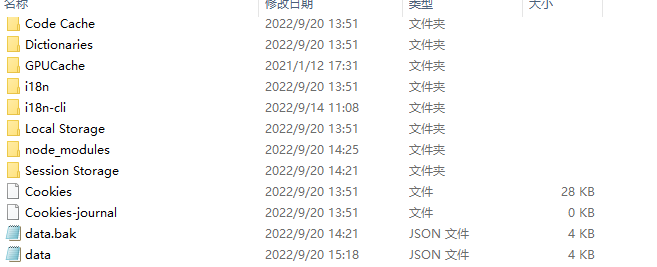 名称 修改日期 类型 大小
Code Cache 2022/9/20 13:51 文件夹
Dictionaries 2022/9/20 13:51 文件夹
GPUCache 2021/1/12 17:31 文件夹
i18n 2022/9/20 13:51 文件夹
i18n-cli 2022/9/14 11:08 文件夹
Local Storage 2022/9/20 13:51 文件夹
node_modules 2022/9/20 14:25 文件夹
Session Storage 2022/9/20 14:21 文件夹
Cookies 2022/9/20 13:51 文件 28 KB
Cookies-journal 2022/9/20 13:51 文件 0 KB
data.bak 2022/9/20 14:21 JSON 文件 4 KB
data 2022/9/20 15:18 JSON 文件 4 KB